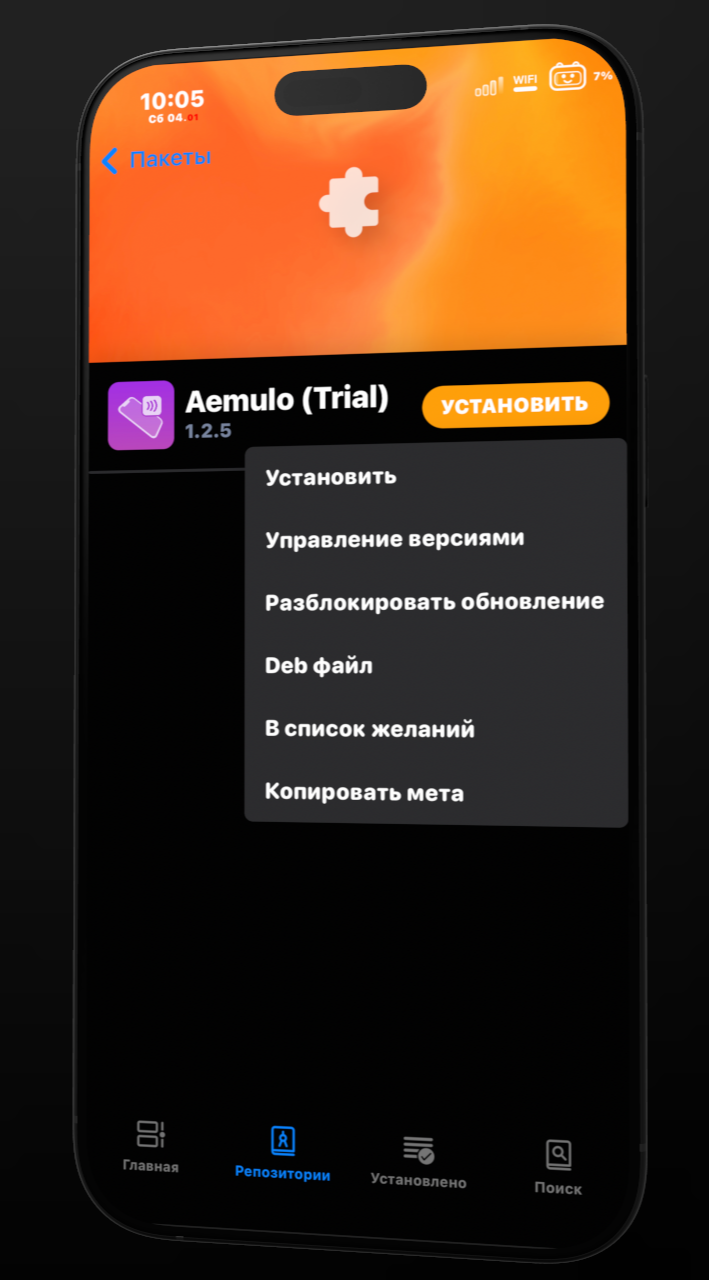 10:05
Сб 04.01
WIFI
7%
Пакеты
Aemulo (Trial)
УСТАНОВИТЬ
1.2.5
Установить
Управление версиями
Разблокировать обновление
Deb файл
В список желаний
Копировать мета
Главная
Репозитории
Установлено
Поиск